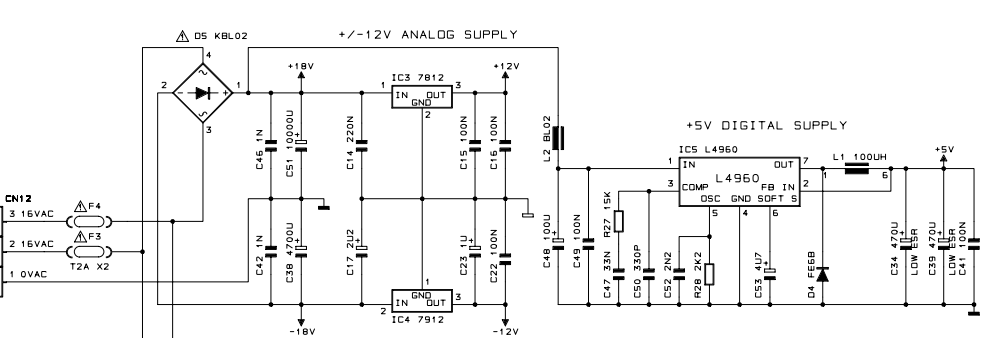 D5 KBL02
+/-12V ANALOG SUPPLY
4
2
1
3
+18V
IC3 7812
+12V
1
3
IN OUT
GND
2
C46 1N
C51 10000U
C14 220N
C15 100N
C16 100N
L2 BL02
+5V DIGITAL SUPPLY
IC5 L4960
1
IN
OUT
7
L4960
3
COMP
FB IN
2
OSC GND SOFT S
5
4
6
L1 100UH
1
6
+5V
CN12
3 16VAC
F4
2 16VAC
F3
T2A X2
1 0VAC
C42 1N
C38 4700U
C17 2U2
C23 1U
C22 100N
C48 100U
C49 100N
R27 15K
C47 33N
C50 330P
C52 2N2
R28 2K2
C53 4U7
D4 FE6B
C34 470U
LOW ESR
C39 470U
LOW ESR
C41 100N
1
GND
IN OUT
2
3
IC4 7912
-18V
-12V